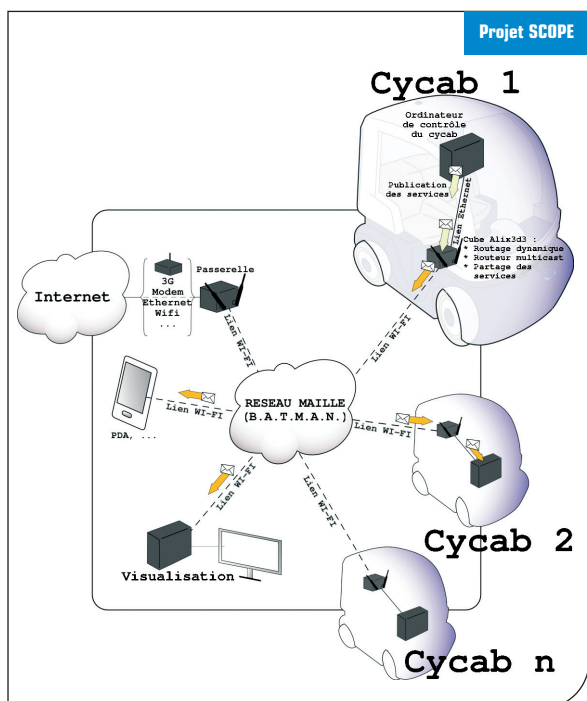 Projet SCOPE
Cycab 1
Ordinateur
de contrôle
du cycab
Publication
des services
Lien Ethernet
Cube Alix3d3 :
* Routage dynamique
* Routeur multicast
* Partage des
services
Internet
3G
Modem
Ethernet
Wifi
...
Passerelle
Lien WI-FI
Lien WI-FI
RESEAU MAILLE
(B.A.T.M.A.N.)
Lien WI-FI
PDA, ...
Lien WI-FI
Lien WI-FI
Lien WI-FI
Cycab 2
Visualisation
Cycab n